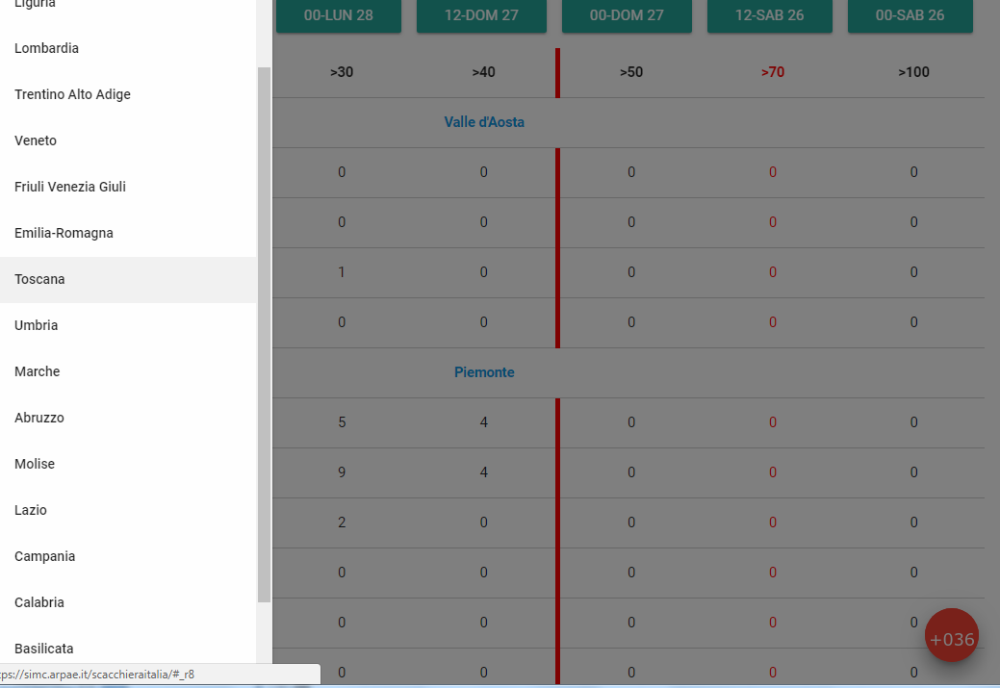 Liguria
Lombardia
Trentino Alto Adige
Veneto
Friuli Venezia Giuli
Emilia-Romagna
Toscana
Umbria
Marche
Abruzzo
Molise
Lazio
Campania
Calabria
Basilicata
ps://simc.arpae.it/scacchieraitalia/#_r8
00-LUN 28 12-DOM 27 00-DOM 27 12-SAB 26 00-SAB 26
>30 >40 >50 >70 >100
Valle d'Aosta
0 0 0 0 0
0 0 0 0 0
1 0 0 0 0
0 0 0 0 0
Piemonte
5 4 0 0 0
9 4 0 0 0
2 0 0 0 0
0 0 0 0 0
0 0 0 0 0
0 0 0 0 0
+036